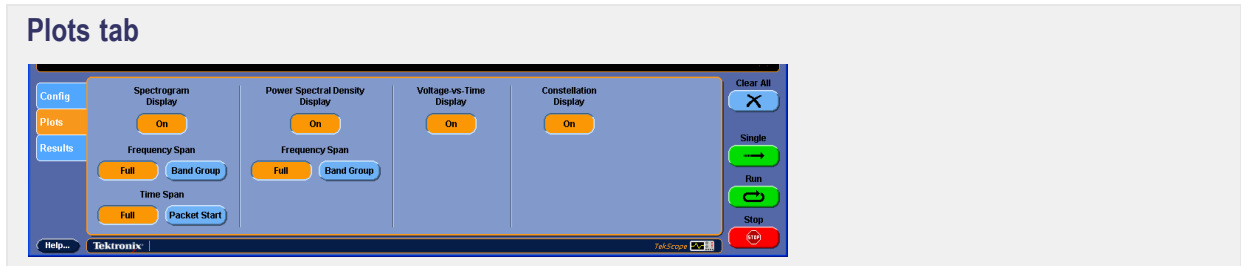 Plots tab
Config
Plots
Results
Spectrogram
Display
On
Frequency Span
Full Band Group
Time Span
Full Packet Start
Power Spectral Density
Display
On
Frequency Span
Full Band Group
Voltage-vs-Time
Display
On
Constellation
Display
On
Clear All
Single
Run
Stop
STOP
Help...
Tektronix
TekScope